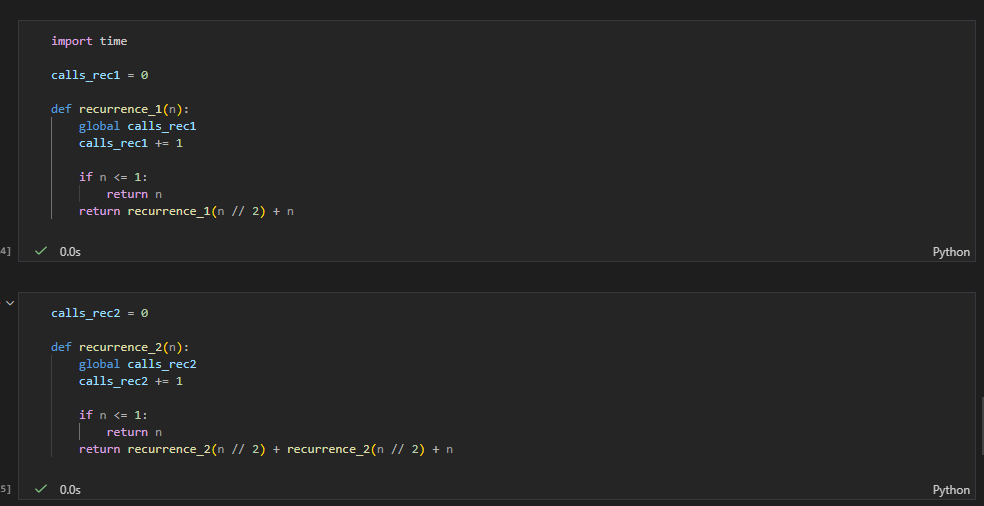 import time
calls_rec1 = 0
def recurrence_1(n):
global calls_rec1
calls_rec1 += 1
if n <= 1:
return n
return recurrence_1(n // 2) + n
4]
0.0s
Python
calls_rec2 = 0
def recurrence_2(n):
global calls_rec2
calls_rec2 += 1
if n <= 1:
return n
return recurrence_2(n // 2) + recurrence_2(n // 2) + n
5]
0.0s
Python